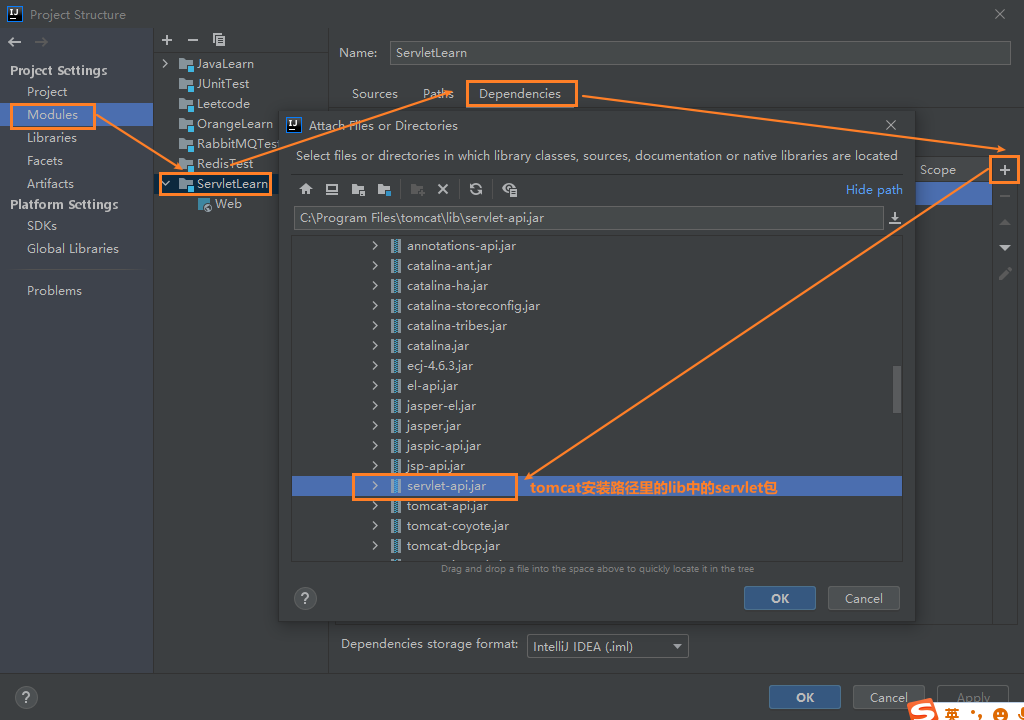 Project Structure
Project Settings
Project
Modules
Libraries
Facets
Artifacts
Platform Settings
SDKs
Global Libraries
Problems
JavaLearn
JUnitTest
Leetcode
OrangeLearn
RabbitMQTes
RedisTest
ServletLearn
Web
Name: ServletLearn
Sources Paths Dependencies
Scope
Attach Files or Directories
Select files or directories in which library classes, sources, documentation or native libraries are located
Hide path
C:\Program Files\tomcat\lib\servlet-api.jar
annotations-api.jar
catalina-ant.jar
catalina-ha.jar
catalina-storeconfig.jar
catalina-tribes.jar
catalina.jar
ecj-4.6.3.jar
el-api.jar
jasper-el.jar
jasper.jar
jaspic-api.jar
jsp-api.jar
servlet-api.jar tomcat安装路径里的lib中的servlet包
tomcat-api.jar
tomcat-coyote.jar
tomcat-dbcp.jar
Drag and drop a file into the space above to quickly locate it in the tree
? OK Cancel
Dependencies storage format: IntelliJ IDEA (.iml)
? OK Cancel Apply
S 英